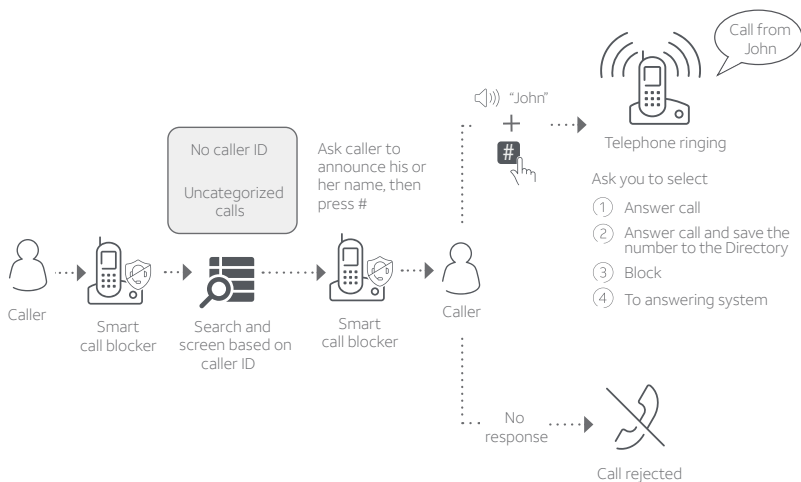 Call from
John
"John"
+
#
Telephone ringing
No caller ID
Uncategorized
calls
Ask caller to
announce his or
her name, then
press #
Ask you to select
1 Answer call
2 Answer call and save the
number to the Directory
3 Block
4 To answering system
Caller
Smart
call blocker
Search and
screen based on
caller ID
Smart
call blocker
Caller
No
response
Call rejected